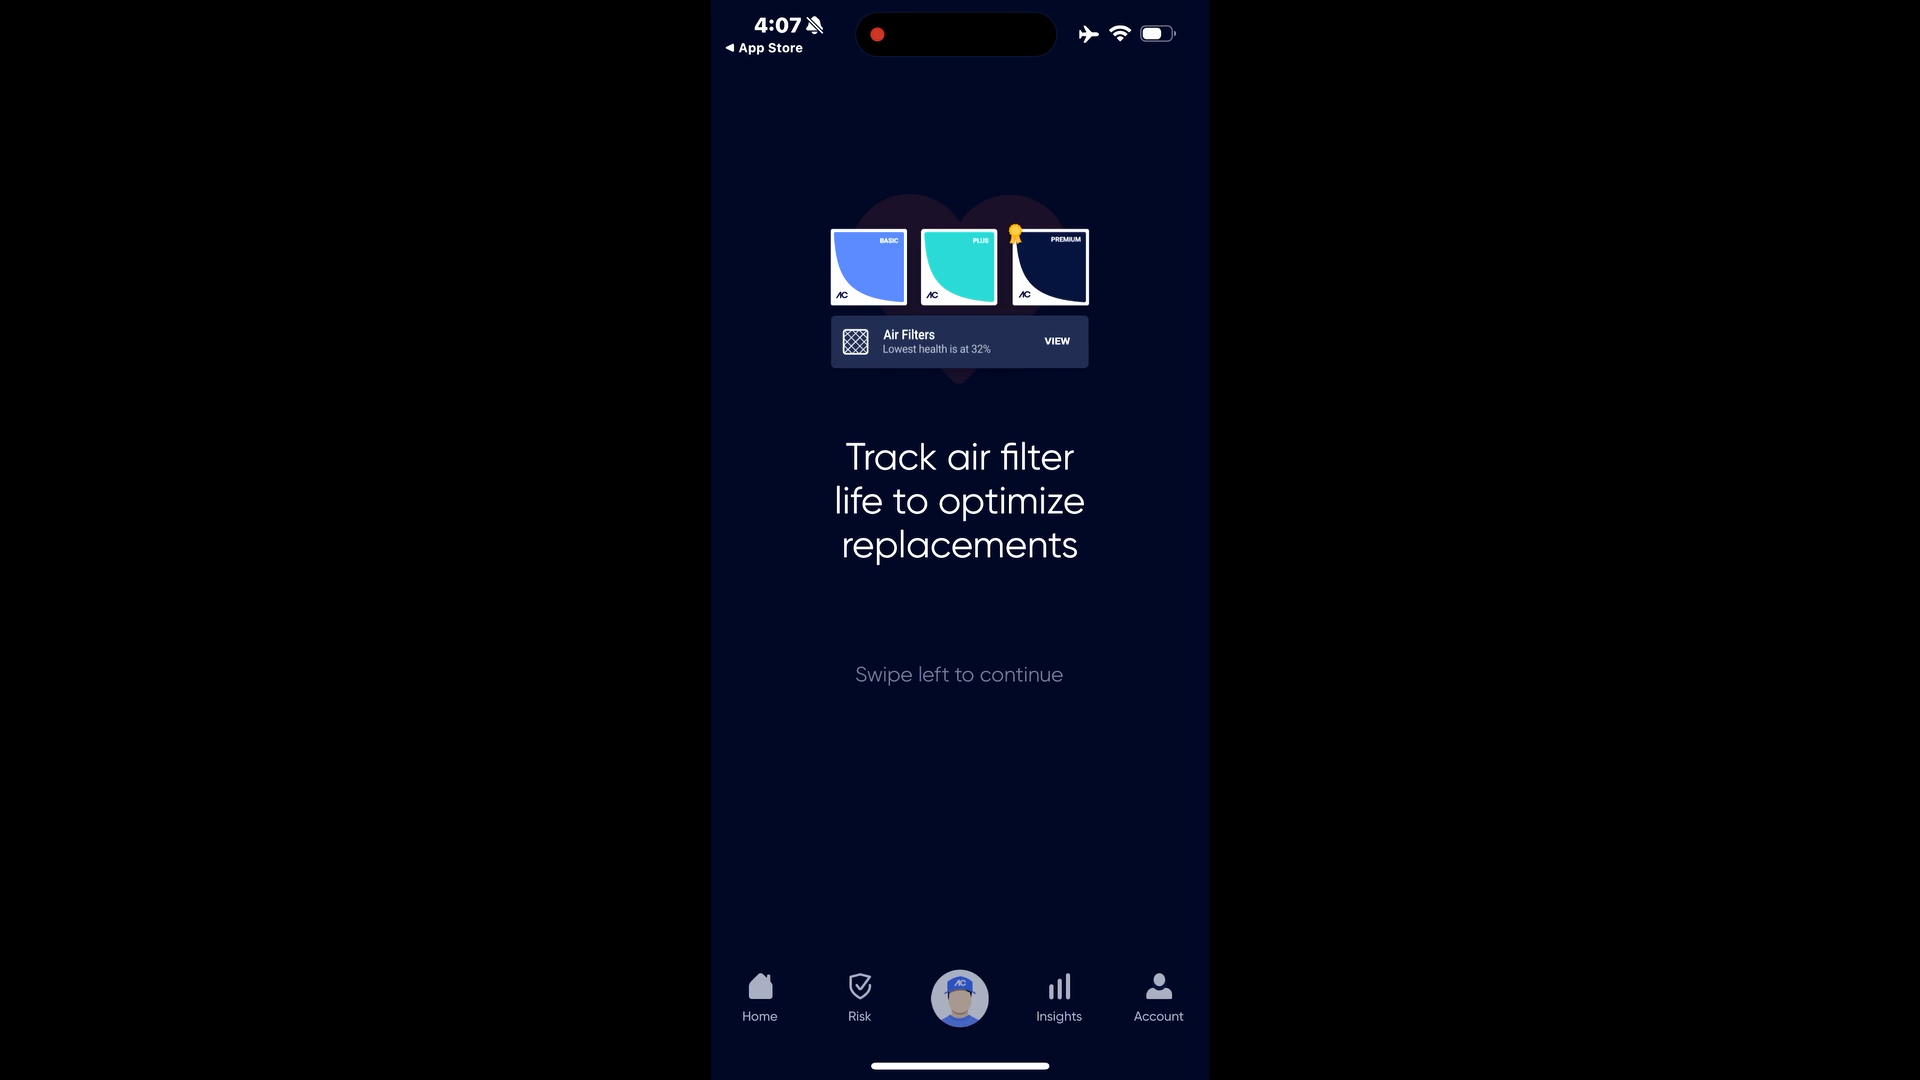 4:07
◀ App Store
BASIC
PLUS
PREMIUM
AC
AC
AC
Air Filters
Lowest health is at 32%
VIEW
Track air filter
life to optimize
replacements
Swipe left to continue
AC
Home
Risk
Insights
Account